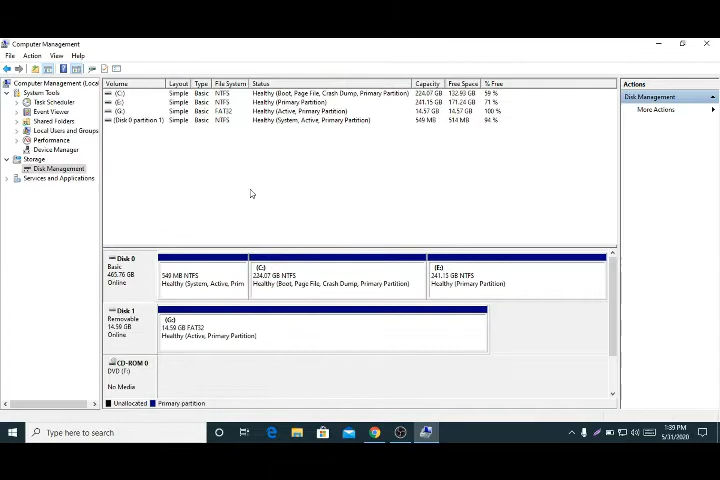 Computer Management
File Action View Help
Computer Management (Local
System Tools
Task Scheduler
Event Viewer
Shared Folders
Local Users and Groups
Performance
Device Manager
Storage
Disk Management
Services and Applications
Volume Layout Type File System Status Capacity Free Space % Free
(C:) Simple Basic NTFS Healthy (Boot, Page File, Crash Dump, Primary Partition) 224.07 GB 132.93 GB 59 %
(E:) Simple Basic NTFS Healthy (Primary Partition) 241.15 GB 171.24 GB 71 %
(G:) Simple Basic FAT32 Healthy (Active, Primary Partition) 14.57 GB 14.57 GB 100 %
(Disk 0 partition 1) Simple Basic NTFS Healthy (System, Active, Primary Partition) 549 MB 514 MB 94 %
Actions
Disk Management
More Actions
Disk 0
Basic
465.76 GB
Online
549 MB NTFS
Healthy (System, Active, Prim
(C:)
224.07 GB NTFS
Healthy (Boot, Page File, Crash Dump, Primary Partition)
(E:)
241.15 GB NTFS
Healthy (Primary Partition)
Disk 1
Removable
14.59 GB
Online
(G:)
14.59 GB FAT32
Healthy (Active, Primary Partition)
CD-ROM 0
DVD (F:)
No Media
Unallocated Primary partition
Type here to search
1:39 PM
5/31/2020